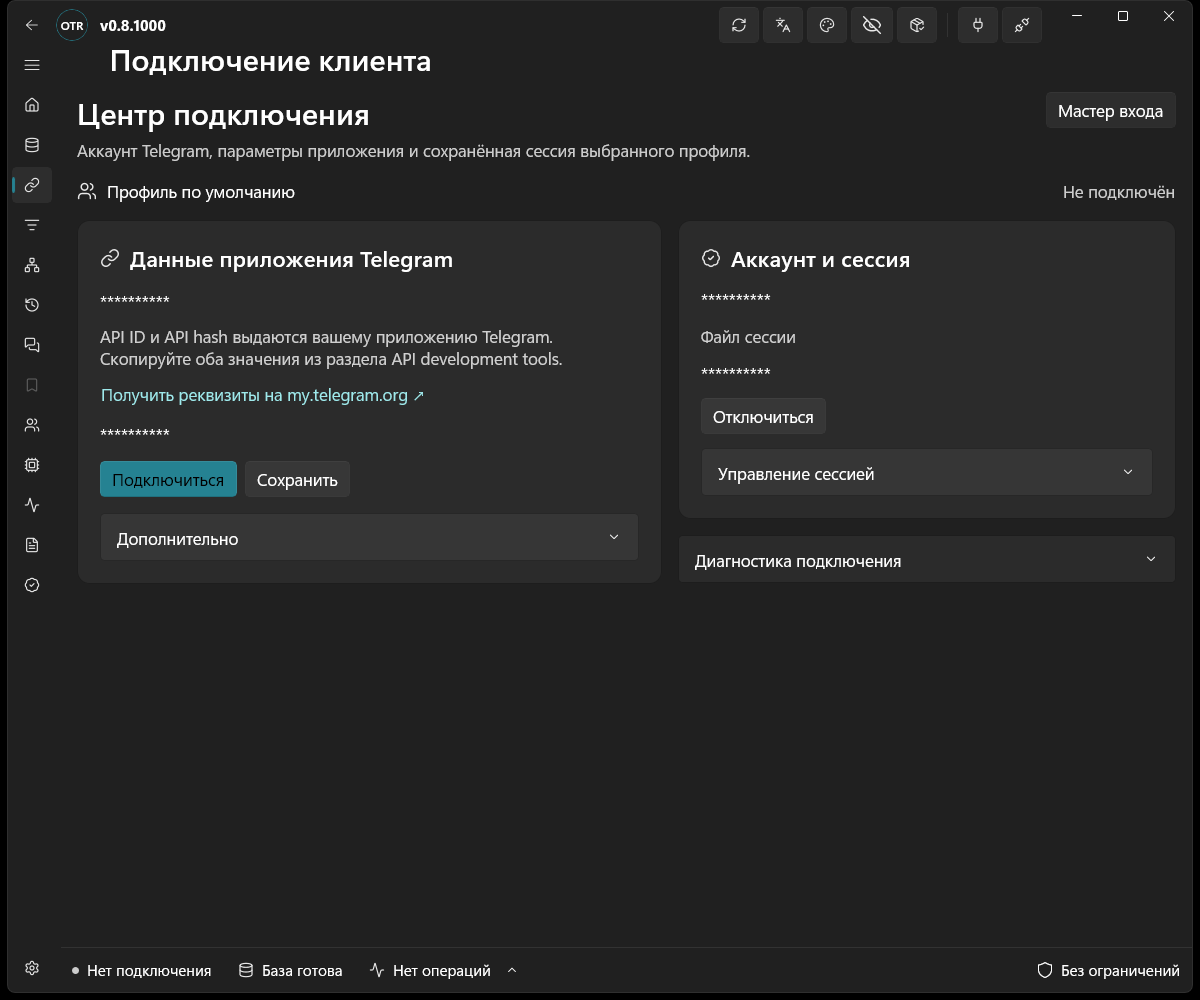 OTR v0.8.1000
Подключение клиента
Центр подключения
Мастер входа
Аккаунт Telegram, параметры приложения и сохранённая сессия выбранного профиля.
Профиль по умолчанию
Не подключён
Данные приложения Telegram
**********
API ID и API hash выдаются вашему приложению Telegram.
Скопируйте оба значения из раздела API development tools.
Получить реквизиты на my.telegram.org ↗
**********
Подключиться
Сохранить
Дополнительно
Аккаунт и сессия
**********
Файл сессии
**********
Отключиться
Управление сессией
Диагностика подключения
Нет подключения
База готова
Нет операций
Без ограничений